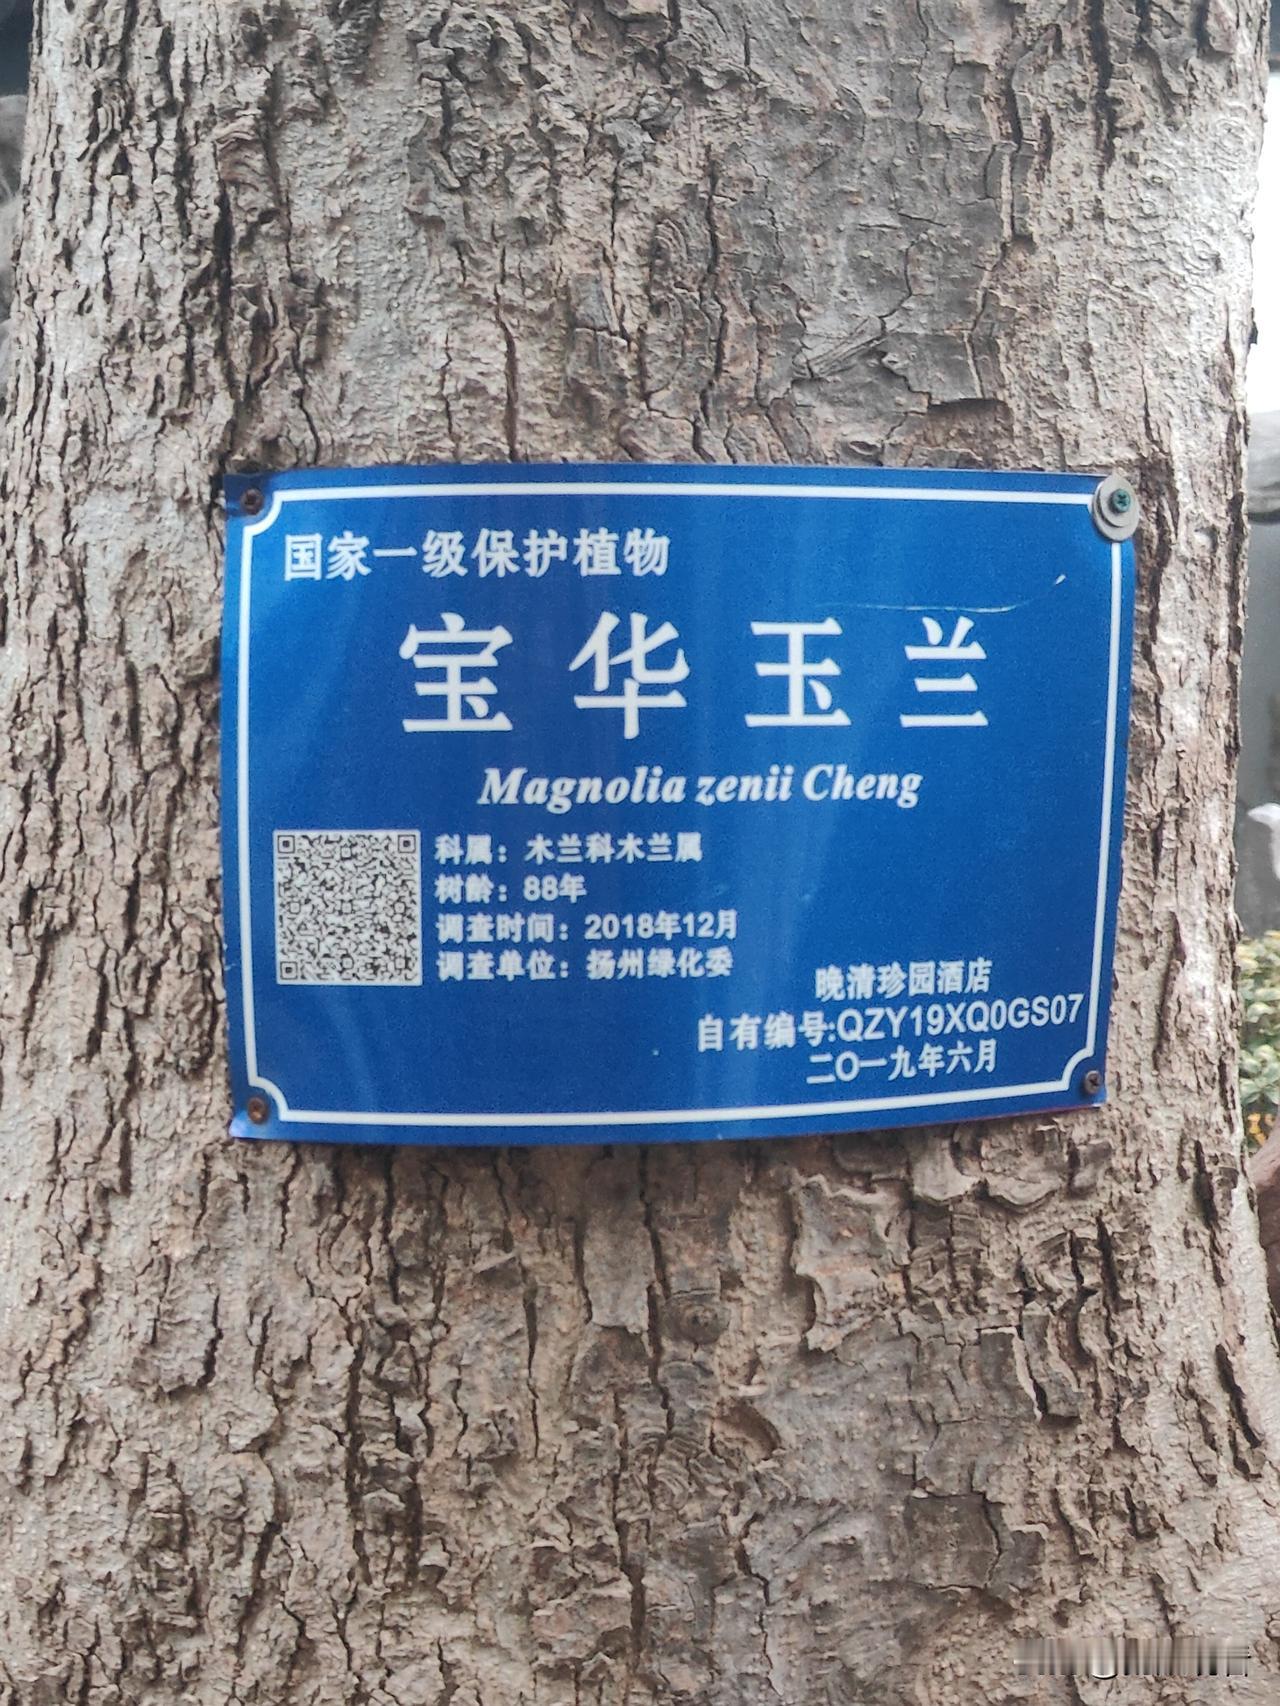 国家一级保护植物
宝华玉兰
Magnolia zenii Cheng
科属：木兰科木兰属
树龄：88年
调查时间：2018年12月
调查单位：扬州绿化委
晚清珍园酒店
自有编号:QZY19XQ0GS07
二〇一九年六月